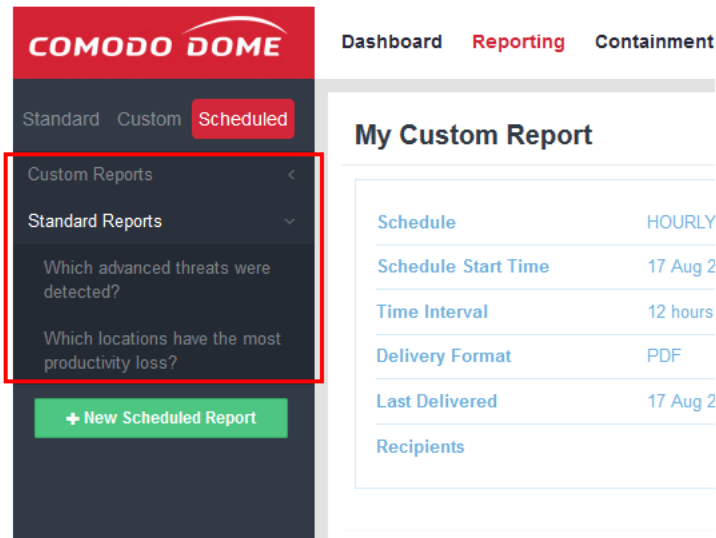 COMODO DOME
Dashboard Reporting Containment
Standard Custom Scheduled
Custom Reports
Standard Reports
Which advanced threats were
detected?
Which locations have the most
productivity loss?
+ New Scheduled Report
My Custom Report
Schedule HOURLY
Schedule Start Time 17 Aug 2
Time Interval 12 hours
Delivery Format PDF
Last Delivered 17 Aug 2
Recipients